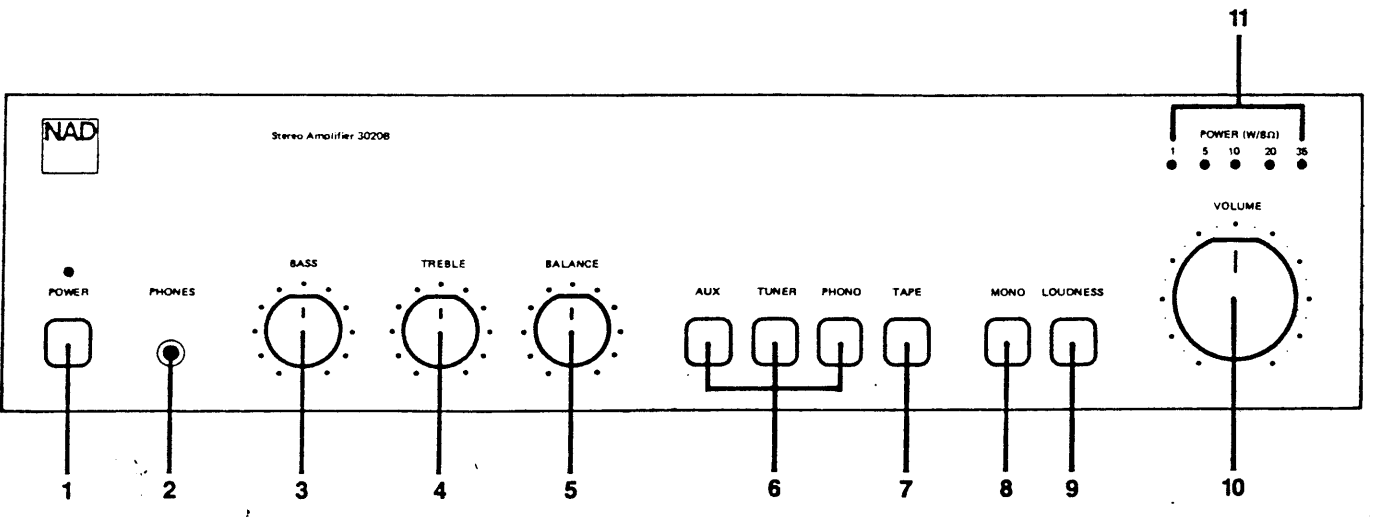 11
NAD
Stereo Amplifier 3020B
POWER (W/8Ω)
1 5 10 20 35
VOLUME
BASS TREBLE BALANCE
POWER PHONES AUX TUNER PHONO TAPE MONO LOUDNESS
1 2 3 4 5 6 7 8 9 10